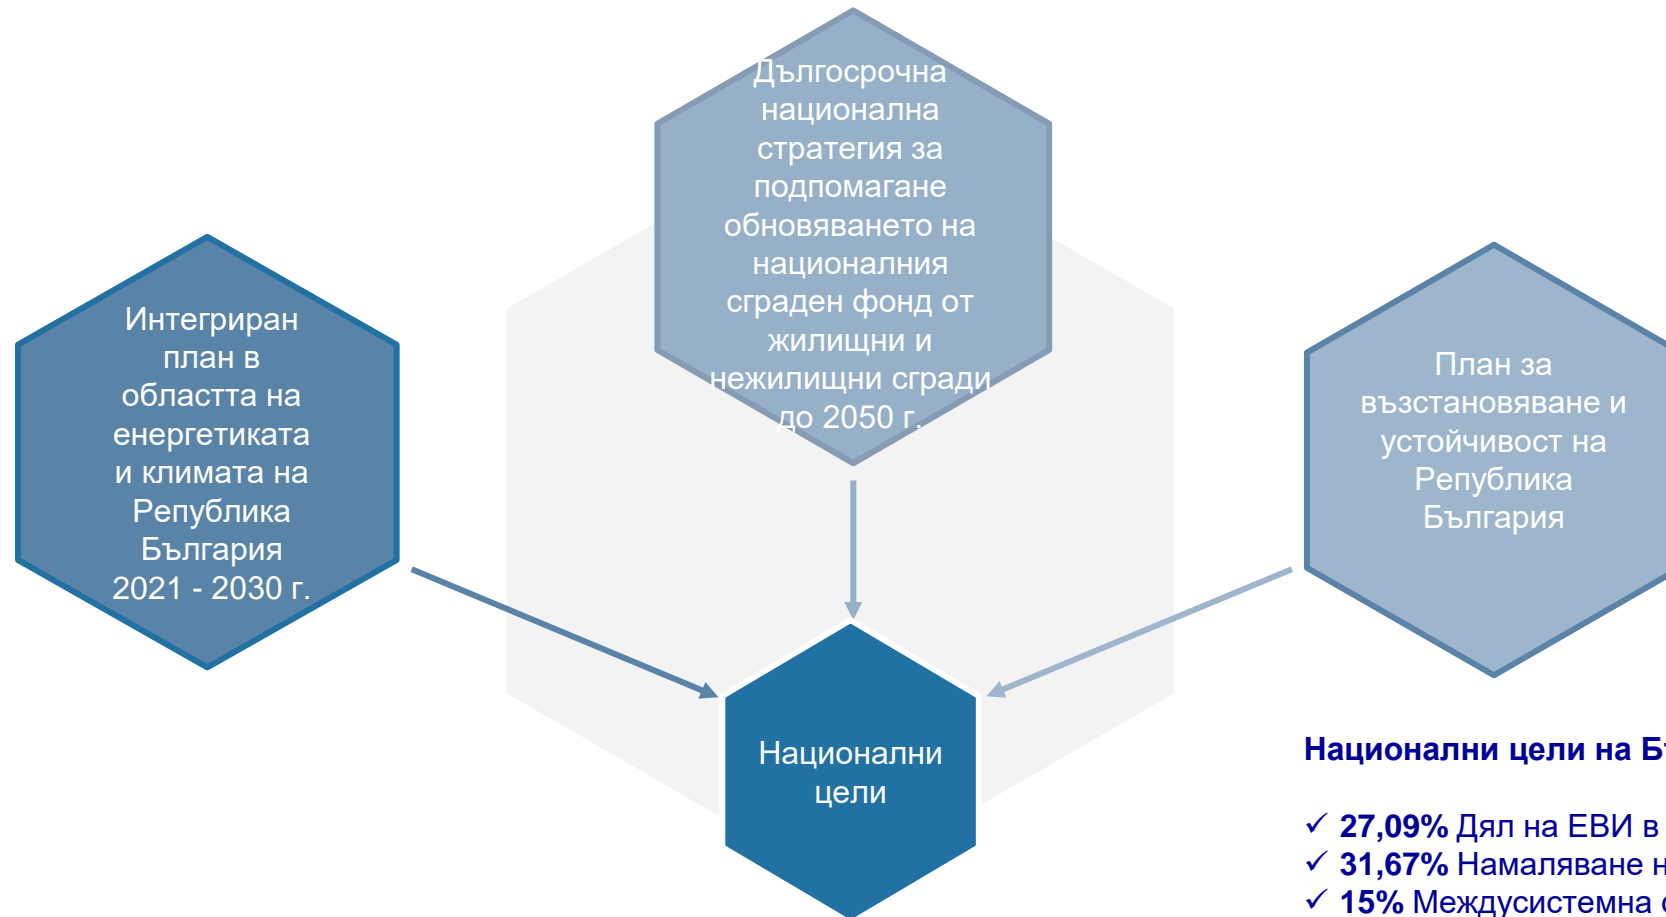 Дългосрочна
национална
стратегия за
подпомагане
обновяването на
националния
сграден фонд от
жилищни и
нежилищни сгради
до 2050 г.
Интегриран
план в
областта на
енергетиката
и климата на
Република
България
2021 - 2030 г.
План за
възстановяване и
устойчивост на
Република
България
Национални
цели
Национални цели на
✓ 27,09% Дял на ЕВИ в
✓ 31,67% Намаляване
✓ 15% Междусистемна